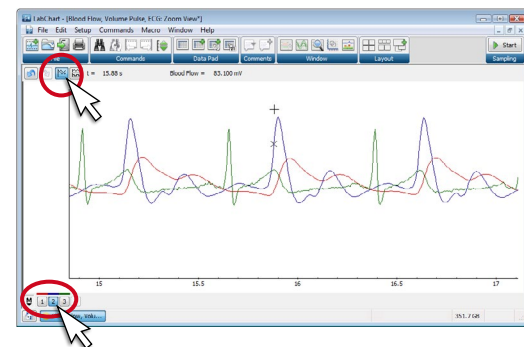 LabChart - [Blood Flow, Volume Pulse, ECG: Zoom View*]
File Edit Setup Commands Macro Window Help
Commands Data Pad Comments Window Layout Sampling
Start
t = 15.88 s Blood Flow = 83.100 mV
15 15.5 16 16.5 17
1 2 3
351.7 GB